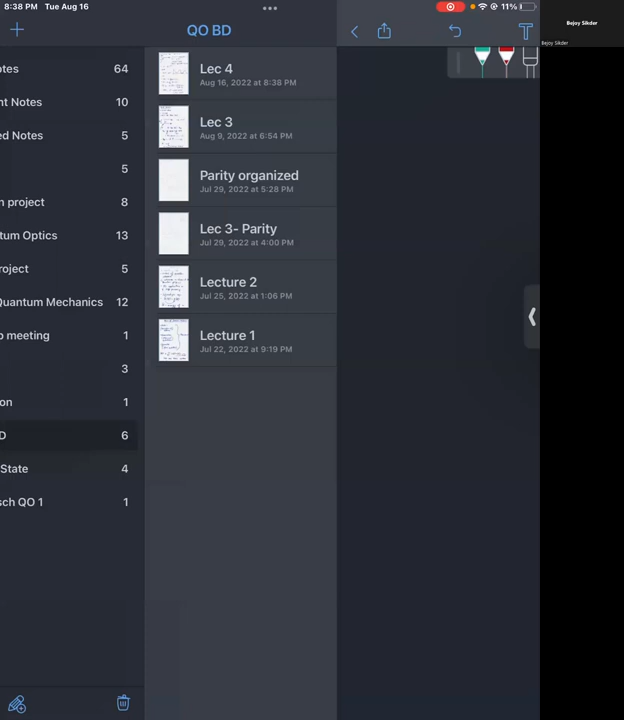 8:38 PM Tue Aug 16
11%
QO BD
otes 64
nt Notes 10
ed Notes 5
5
n project 8
tum Optics 13
roject 5
Quantum Mechanics 12
o meeting 1
3
on 1
D 6
State 4
sch QO 1 1
Lec 4
Aug 16, 2022 at 8:38 PM
Lec 3
Aug 9, 2022 at 6:54 PM
Parity organized
Jul 29, 2022 at 5:28 PM
Lec 3- Parity
Jul 29, 2022 at 4:00 PM
Lecture 2
Jul 25, 2022 at 1:06 PM
Lecture 1
Jul 22, 2022 at 9:19 PM
T
Bejoy Sikder
Bejoy Sikder